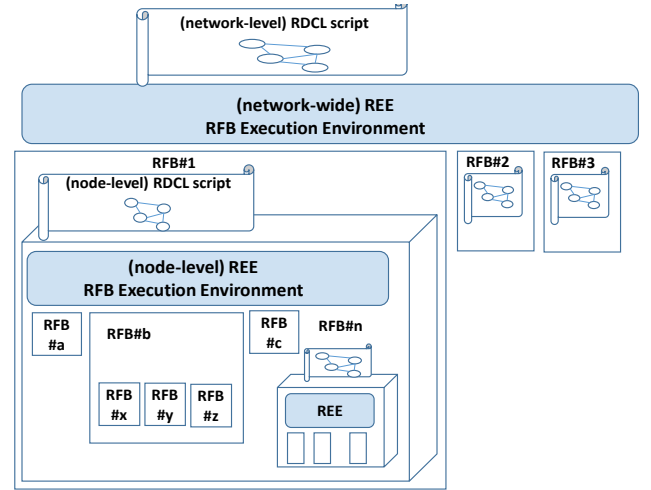 (network-level) RDCL script
(network-wide) REE
RFB Execution Environment
RFB#1
(node-level) RDCL script
RFB#2
RFB#3
(node-level) REE
RFB Execution Environment
RFB
#a
RFB#b
RFB
#c
RFB#n
RFB
#x
RFB
#y
RFB
#z
REE